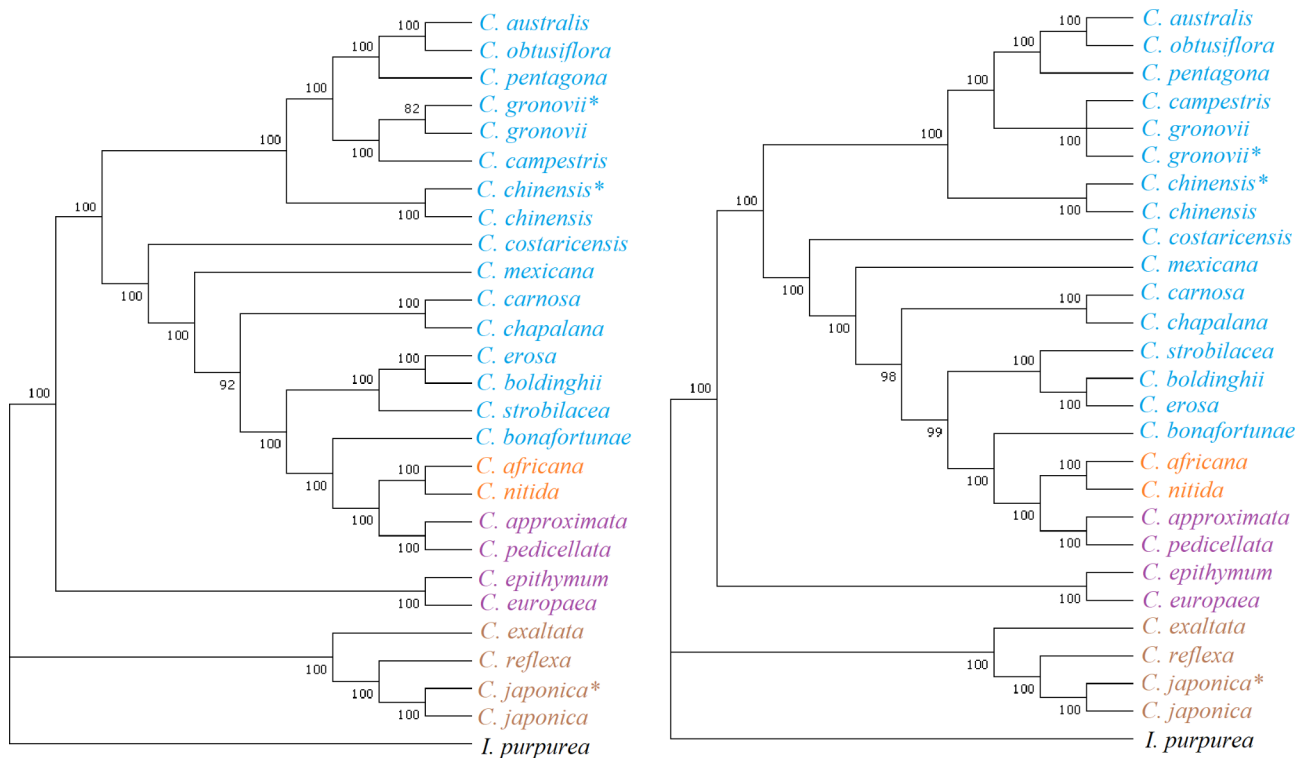 C. australis
100
100
C. obtusiflora
C. pentagona
100
C. gronovii*
82
C. gronovii
100
100
C. campestris
C. chinensis*
100
100
C. chinensis
C. costaricensis
C. mexicana
100
C. carnosa
100
C. chapalana
100
C. erosa
100
100
C. boldinghii
92
100
C. strobilacea
C. bonafortunae
100
C. africana
100
100
C. nitida
100
C. approximata
100
C. pedicellata
C. epithymum
100
C. europaea
C. exaltata
C. reflexa
100
C. japonica*
100
100
C. japonica
I. purpurea
C. australis
100
100
C. obtusiflora
C. pentagona
100
C. campestris
C. gronovii
100
100
C. gronovii*
C. chinensis*
100
100
C. chinensis
C. costaricensis
C. mexicana
100
C. carnosa
100
C. chapalana
100
C. strobilacea
100
98
C. boldinghii
100
100
C. erosa
99
C. bonafortunae
C. africana
100
100
C. nitida
C. approximata
100
100
C. pedicellata
C. epithymum
100
C. europaea
C. exaltata
C. reflexa
100
C. japonica*
100
100
C. japonica
I. purpurea